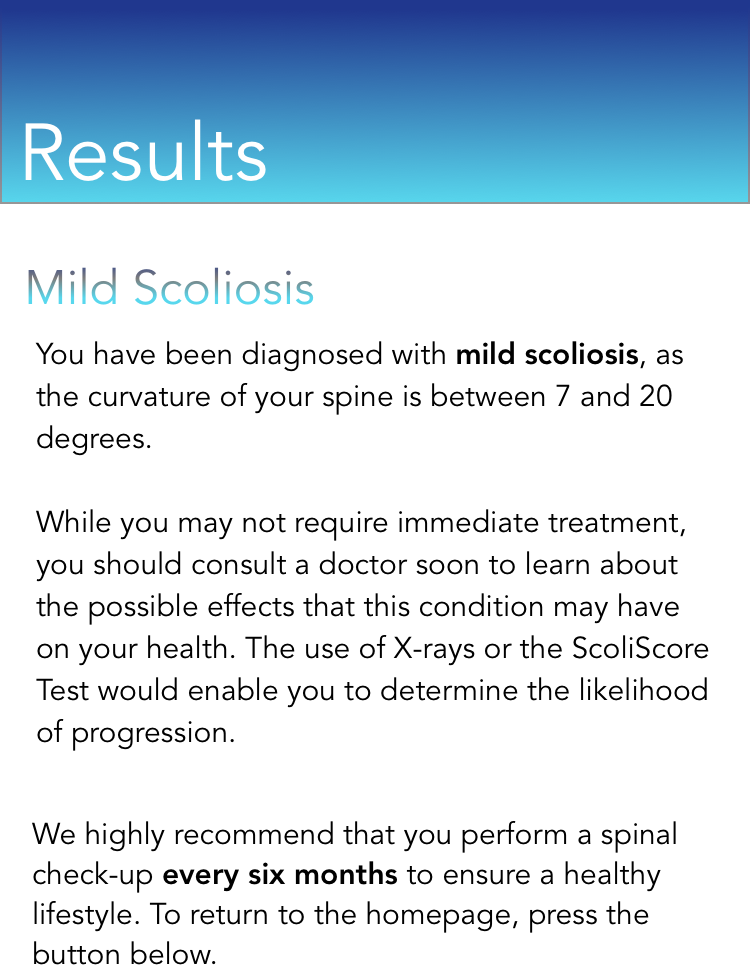 Results
Mild Scoliosis
You have been diagnosed with mild scoliosis, as
the curvature of your spine is between 7 and 20
degrees.
While you may not require immediate treatment,
you should consult a doctor soon to learn about
the possible effects that this condition may have
on your health. The use of X-rays or the ScoliScore
Test would enable you to determine the likelihood
of progression.
We highly recommend that you perform a spinal
check-up every six months to ensure a healthy
lifestyle. To return to the homepage, press the
button below.